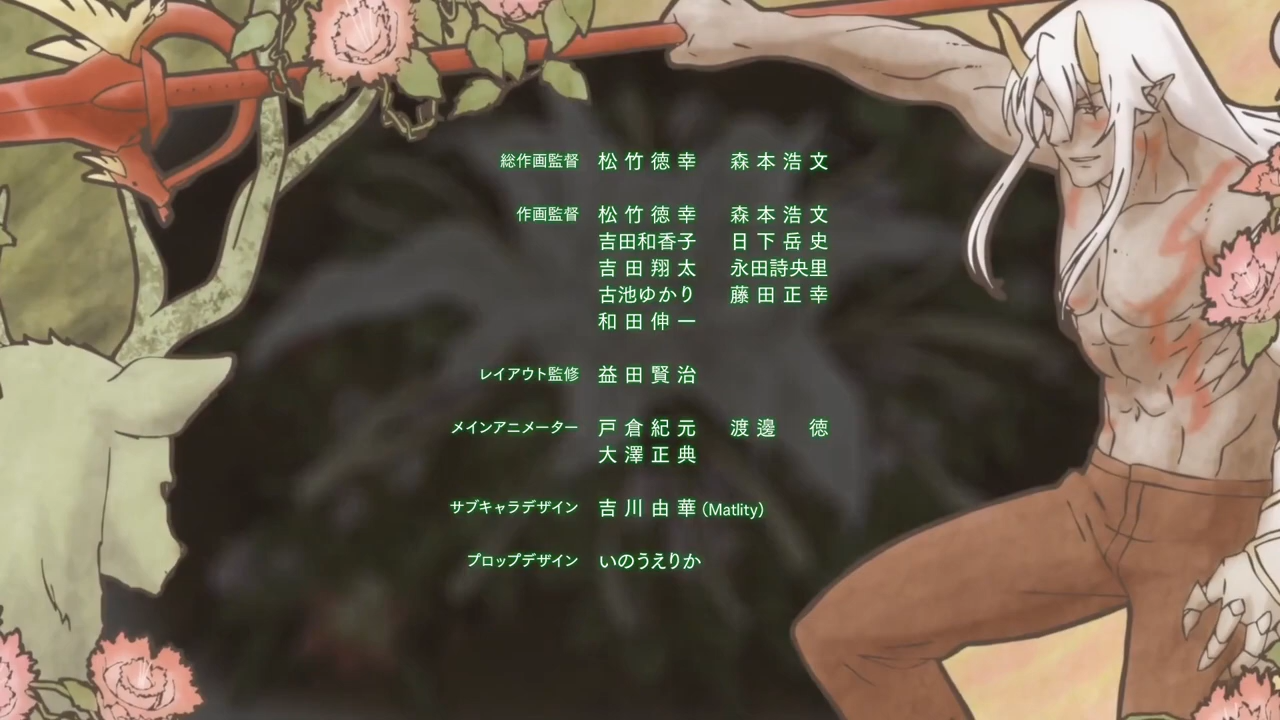 総作画監督 松竹徳幸 森本浩文
作画監督 松竹徳幸 森本浩文
吉田和香子 日下岳史
吉田翔太 永田詩央里
古池ゆかり 藤田正幸
和田伸一
レイアウト監修 益田賢治
メインアニメーター 戸倉紀元 渡邊 徳
大澤正典
サブキャラデザイン 吉川由華(Matlity)
プロップデザイン いのうえりか